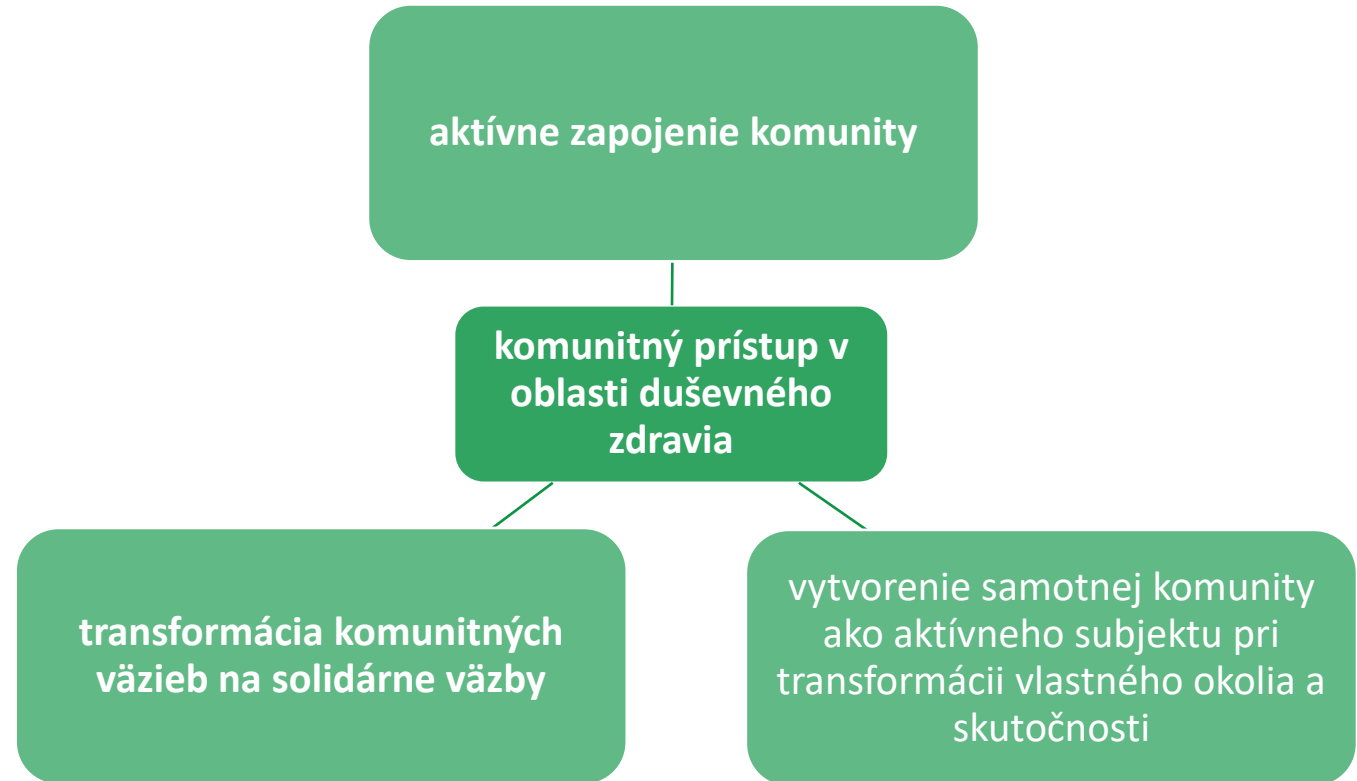 aktívne zapojenie komunity
komunitný prístup v
oblasti duševného
zdravia
transformácia komunitných
väzieb na solidárne väzby
vytvorenie samotnej komunity
ako aktívneho subjektu pri
transformácii vlastného okolia a
skutočnosti